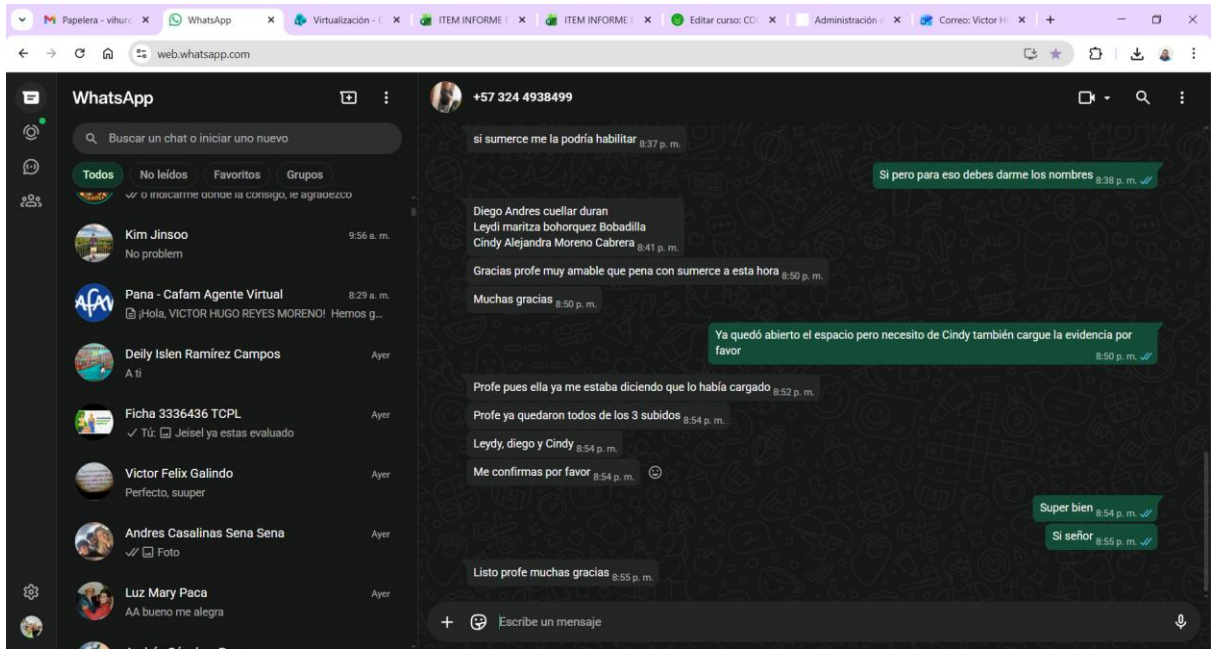 Papelera - vihurc
WhatsApp
Virtualización - (
ITEM INFORME
ITEM INFORME
Editar curso: CO
Administración
Correo: Victor H
web.whatsapp.com
WhatsApp
Buscar un chat o iniciar uno nuevo
Todos No leídos Favoritos Grupos
o indicarme donde la consigo, le agradezco
Kim Jinsoo 9:56 a. m.
No problem
AFAM
Pana - Cafam Agente Virtual 8:29 a. m.
¡Hola, VICTOR HUGO REYES MORENO! Hemos g...
Deily Islen Ramírez Campos Ayer
A ti
Ficha 3336436 TCPL Ayer
Tú: Jeisel ya estas evaluado
Victor Felix Galindo Ayer
Perfecto, suuper
Andres Casalinas Sena Sena Ayer
Foto
Luz Mary Paca Ayer
AA bueno me alegra
+57 324 4938499
si sumerce me la podría habilitar 8:37 p. m.
Si pero para eso debes darme los nombres 8:38 p. m.
Diego Andres cuellar duran
Leydi maritza bohorquez Bobadilla
Cindy Alejandra Moreno Cabrera 8:41 p. m.
Gracias profe muy amable que pena con sumerce a esta hora 8:50 p. m.
Muchas gracias 8:50 p. m.
Ya quedó abierto el espacio pero necesito de Cindy también cargue la evidencia por
favor 8:50 p. m.
Profe pues ella ya me estaba diciendo que lo había cargado 8:52 p. m.
Profe ya quedaron todos de los 3 subidos 8:54 p. m.
Leydy, diego y Cindy 8:54 p. m.
Me confirmas por favor 8:54 p. m.
Super bien 8:54 p. m.
Si señor 8:55 p. m.
Listo profe muchas gracias 8:55 p. m.
Escribe un mensaje